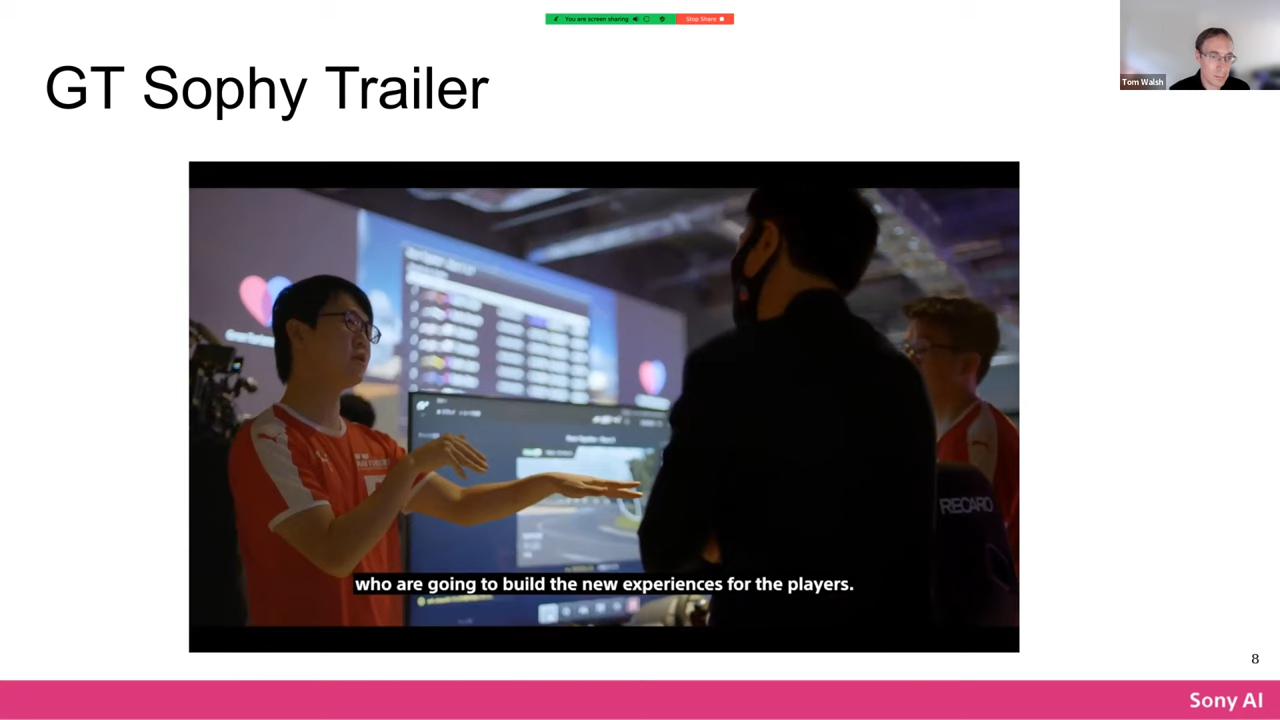 You are screen sharing
Stop Share
GT Sophy Trailer
Tom Walsh
RECARO
who are going to build the new experiences for the players.
8
Sony AI